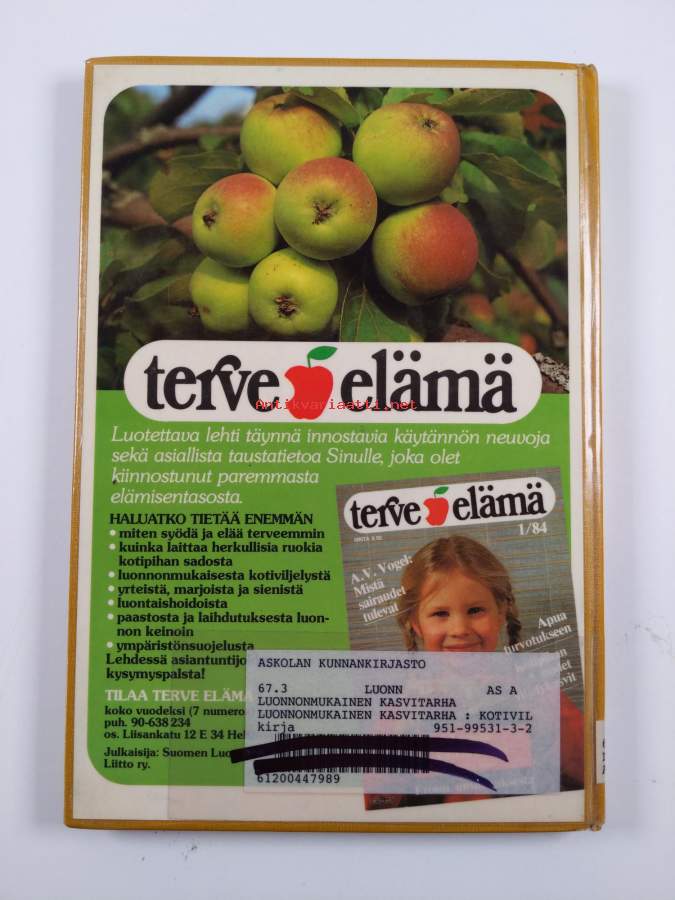 terve elämä
Antikvariaatti.net
Luotettava lehti täynnä innostavia käytännön neuvoja
sekä asiallista taustatietoa Sinulle, joka olet
kiinnostunut paremmasta
elämisentasosta.
HALUATKO TIETÄÄ ENEMMÄN
• miten syödä ja elää terveemmin
• kuinka laittaa herkullisia ruokia
kotipihan sadosta
• luonnonmukaisesta kotiviljelystä
• yrteistä, marjoista ja sienistä
• luontaishoidoista
• paastosta ja laihdutuksesta luon-
non keinoin
• ympäristönsuojelusta
Lehdessä asiantuntijo
kysymyspalsta!
TILAA TERVE ELÄMÄ
koko vuodeksi (7 numero
puh. 90-638 234
os. Liisankatu 12 E 34 Hel
Julkaisija: Suomen Luo
Liitto ry.
terve elämä
1/84
A.V. Vogel:
Mistä
sairaudet
tulevat
Apua
turvotukseen
ASKOLAN KUNNANKIRJASTO
67.3 LUONN AS A
LUONNONMUKAINEN KASVITARHA
LUONNONMUKAINEN KASVITARHA : KOTIVIL
kirja 951-99531-3-2
61200447989